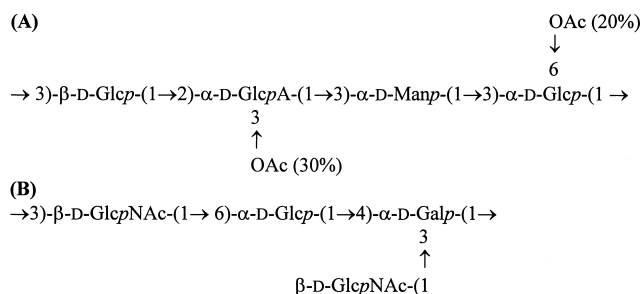 (A)
OAc (20%)
↓
6
→ 3)-β-D-Glcp-(1→2)-α-D-GlcpA-(1→3)-α-D-Manp-(1→3)-α-D-Glcp-(1 →
3
↑
OAc (30%)
(B)
→3)-β-D-GlcpNAc-(1→ 6)-α-D-Glcp-(1→4)-α-D-Galp-(1→
3
↑
β-D-GlcpNAc-(1